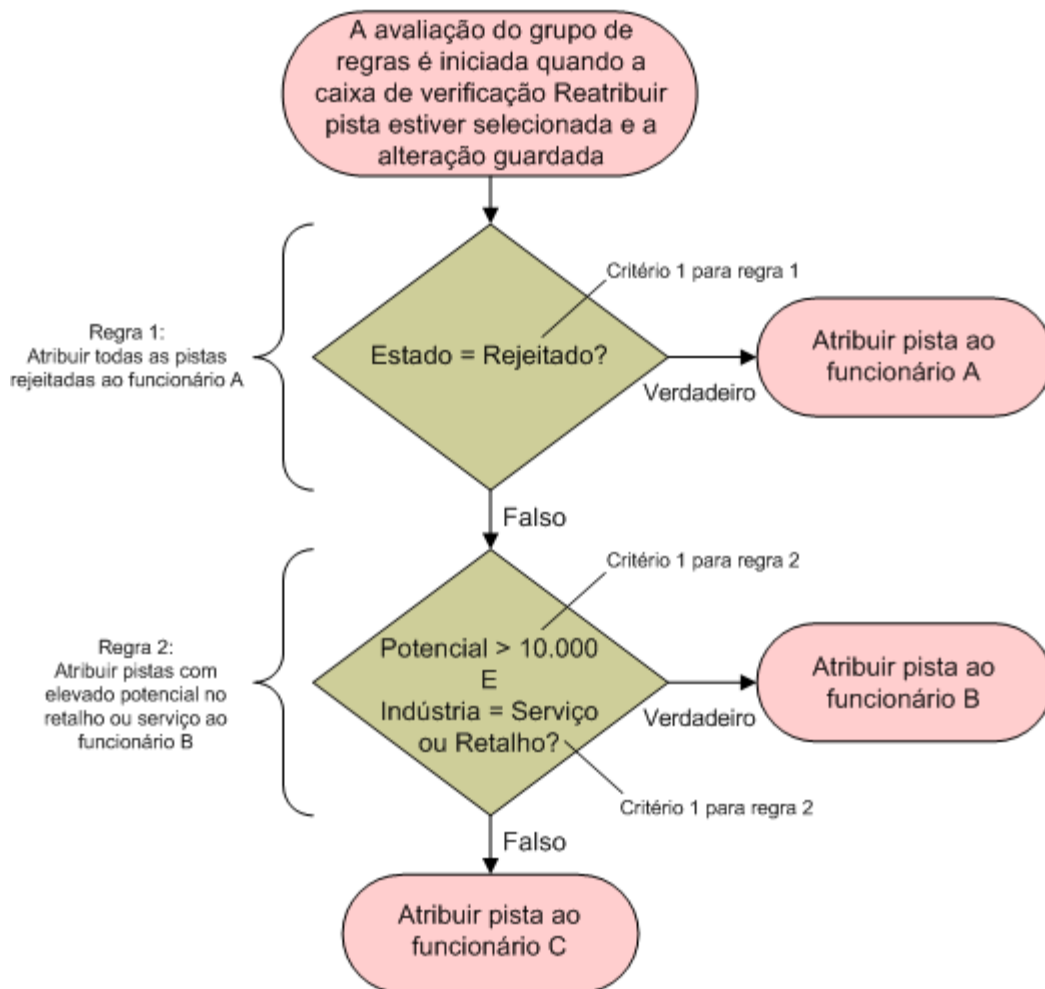 A avaliação do grupo de
regras é iniciada quando a
caixa de verificação Reatribuir
pista estiver selecionada e a
alteração guardada
Critério 1 para regra 1
Regra 1:
Atribuir todas as pistas
rejeitadas ao funcionário A
Estado = Rejeitado?
Verdadeiro
Atribuir pista ao
funcionário A
Falso
Critério 1 para regra 2
Regra 2:
Atribuir pistas com
elevado potencial no
retalho ou serviço ao
funcionário B
Potencial > 10.000
E
Indústria = Serviço
ou Retalho?
Verdadeiro
Atribuir pista ao
funcionário B
Critério 1 para regra 2
Falso
Atribuir pista ao
funcionário C